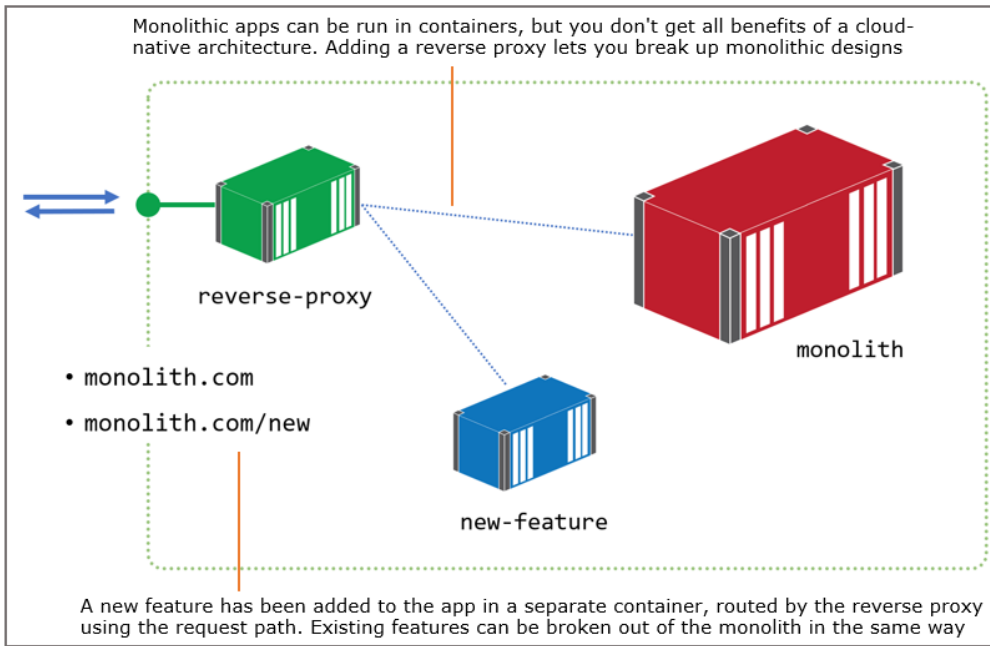 Monolithic apps can be run in containers, but you don't get all benefits of a cloud-
native architecture. Adding a reverse proxy lets you break up monolithic designs
reverse-proxy
monolith
• monolith.com
• monolith.com/new
new-feature
A new feature has been added to the app in a separate container, routed by the reverse proxy
using the request path. Existing features can be broken out of the monolith in the same way